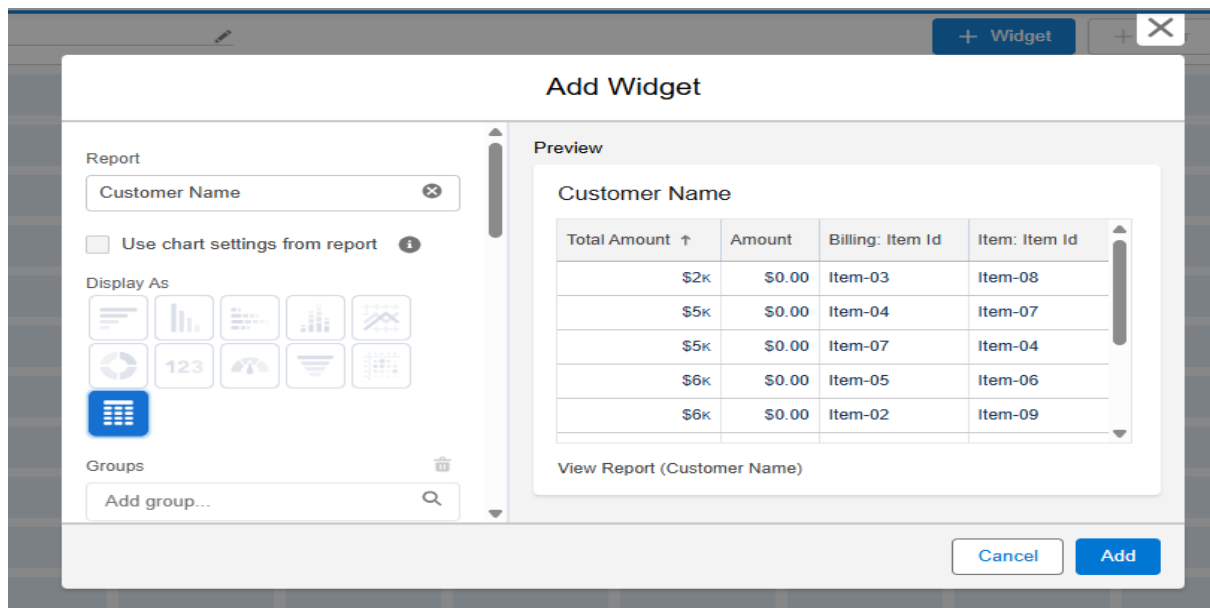 + Widget
+
Add Widget
Report
Customer Name
Use chart settings from report
Display As
123
Groups
Add group...
Preview
Customer Name
Total Amount ↑ Amount Billing: Item Id Item: Item Id
$2K $0.00 Item-03 Item-08
$5K $0.00 Item-04 Item-07
$5K $0.00 Item-07 Item-04
$6K $0.00 Item-05 Item-06
$6K $0.00 Item-02 Item-09
View Report (Customer Name)
Cancel Add